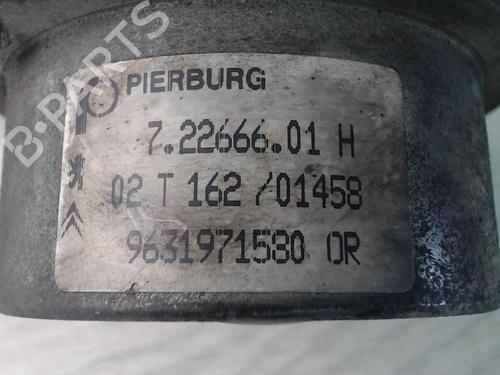 B-PARTS
PIERBURG
7.22666.01 H
02 T 162 /01458
9631971580 OR